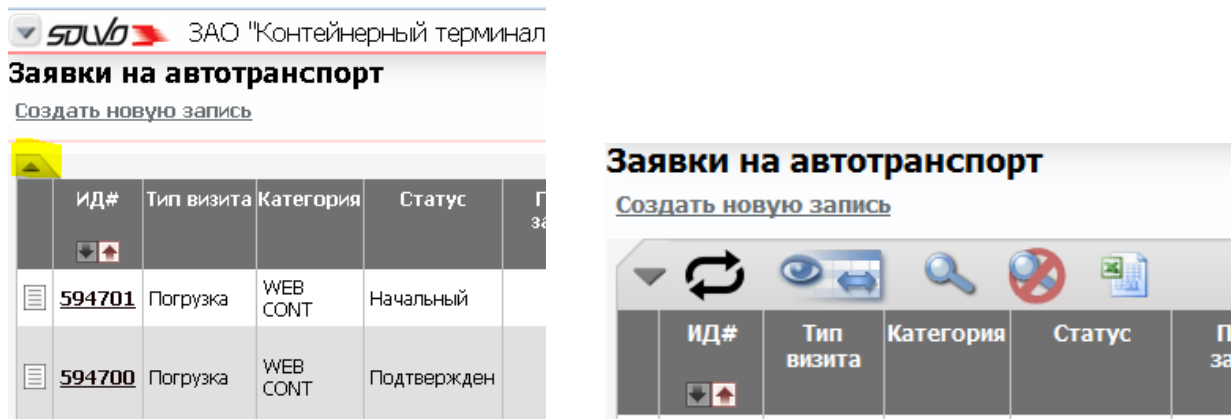 SOLVO ЗАО "Контейнерный терминал
Заявки на автотранспорт
Создать новую запись
ИД# Тип визита Категория Статус
594701 Погрузка WEB CONT Начальный
594700 Погрузка WEB CONT Подтвержден
Заявки на автотранспорт
Создать новую запись
ИД# Тип визита Категория Статус